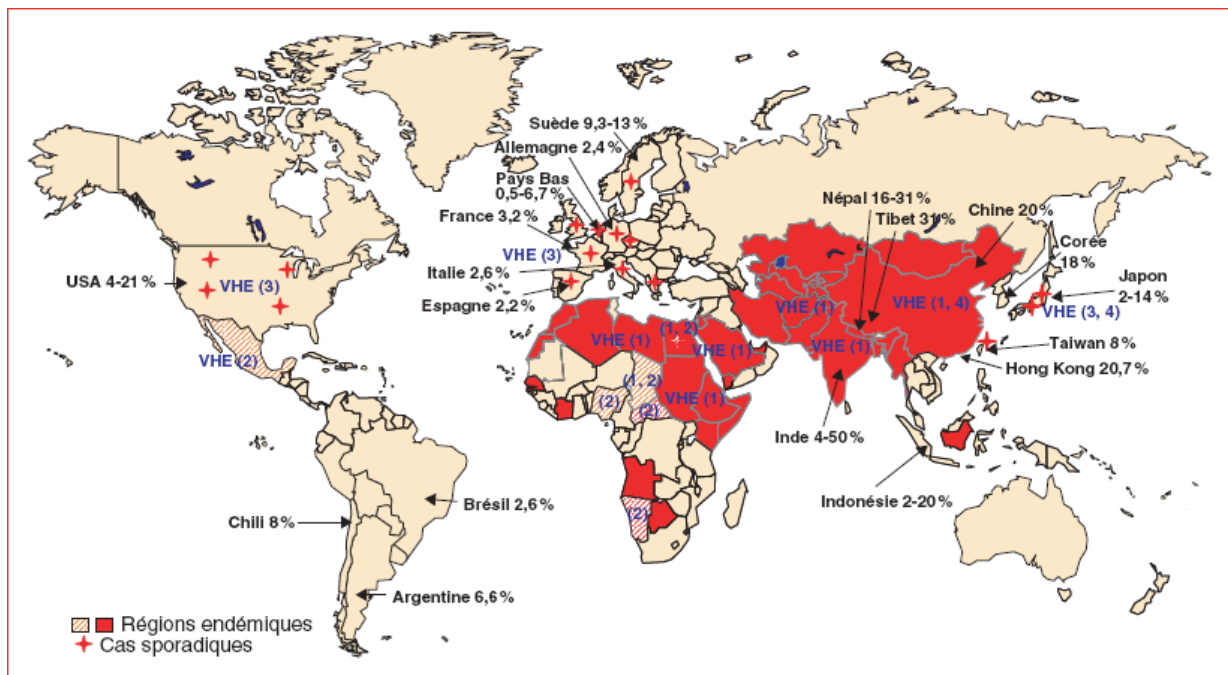 Suède 9,3-13 %
Allemagne 2,4 %
Pays Bas
0,5-6,7 %
France 3,2 %
VHE (3)
Italie 2,6 %
Espagne 2,2 %
USA 4-21 %
VHE (3)
VHE (2)
Népal 16-31 %
Tibet 31 %
Chine 20 %
Corée
18 %
Japon
2-14 %
VHE (3, 4)
Taiwan 8 %
Hong Kong 20,7 %
VHE (1)
VHE (1, 4)
VHE (1)
VHE (1)
(1, 2)
VHE (1)
(1, 2)
(2)
(2)
VHE (1)
Inde 4-50 %
Indonésie 2-20 %
(2)
Brésil 2,6 %
Chili 8 %
Argentine 6,6 %
Régions endémiques
Cas sporadiques